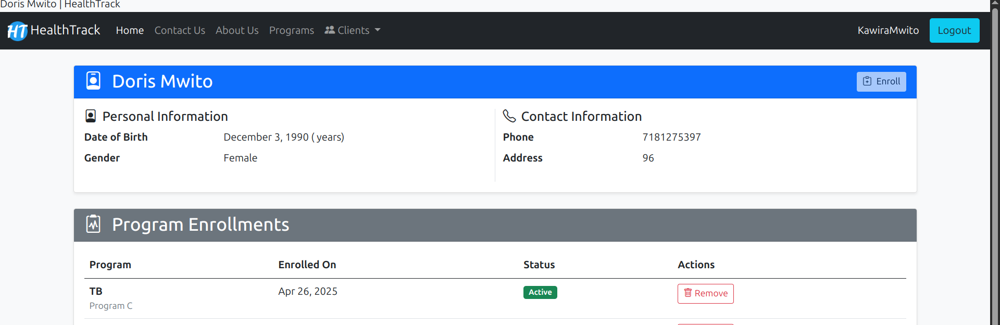 Doris Mwito | HealthTrack
HT HealthTrack Home Contact Us About Us Programs Clients KawiraMwito Logout
Doris Mwito Enroll
Personal Information
Date of Birth December 3, 1990 ( years)
Gender Female
Contact Information
Phone 7181275397
Address 96
Program Enrollments
Program Enrolled On Status Actions
TB Apr 26, 2025 Active Remove
Program C